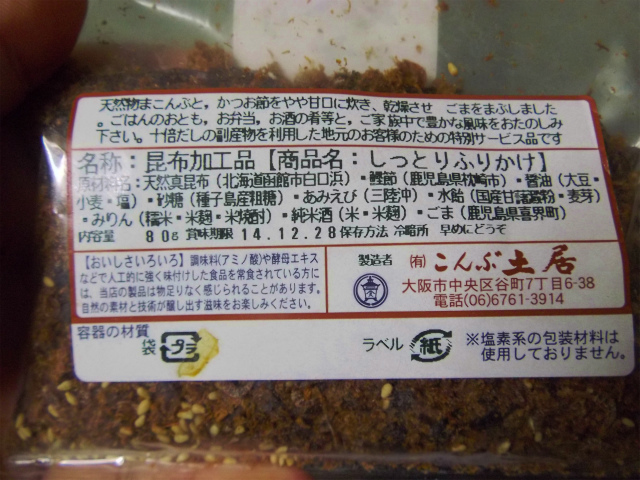 天然物まこんぶと，かつお節をやや甘口に炊き、乾燥させ　ごまをまぶしました
。ごはんのおとも，お弁当，お酒の肴等と，ご家族中で豊かな風味をおたのしみ
下さい。十倍だしの副産物を利用した地元のお客様のための特別サービス品です
名称：昆布加工品【商品名：しっとりふりかけ】
原材料名：天然真昆布（北海道函館市白口浜）・鰹節（鹿児島県枕崎市）・醤油（大豆・
小麦・塩）・砂糖（種子島産粗糖）・あみえび（三陸沖）・水飴（国産甘藷澱粉・麦芽）
・みりん（糯米・米麹・米焼酎）・純米酒（米・米麹）・ごま（鹿児島県喜界町）
内容量　80g 賞味期限 14.12.28 保存方法 冷暗所　早めにどうぞ
【おいしさいろいろ】調味料（アミノ酸）や酵母エキス
などで人工的に強く味付けした食品を常食されている方に
は、当店の製品は物足りなく感じられることがあります。
自然の素材と技術が醸し出す滋味をお楽しみください。
製造者　㈲　こんぶ土居
大阪市中央区谷町7丁目6-38
電話(06)6761-3914
容器の材質
袋　プラ
ラベル　紙
※塩素系の包装材料は
使用しておりません。